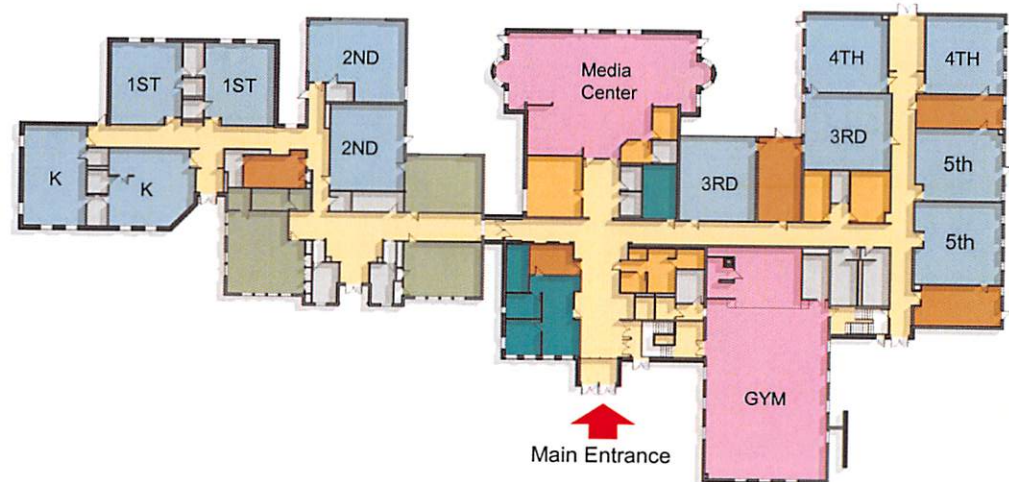 2ND
4TH
4TH
1ST
1ST
Media
Center
2ND
3RD
K
K
3RD
5th
5th
GYM
Main Entrance